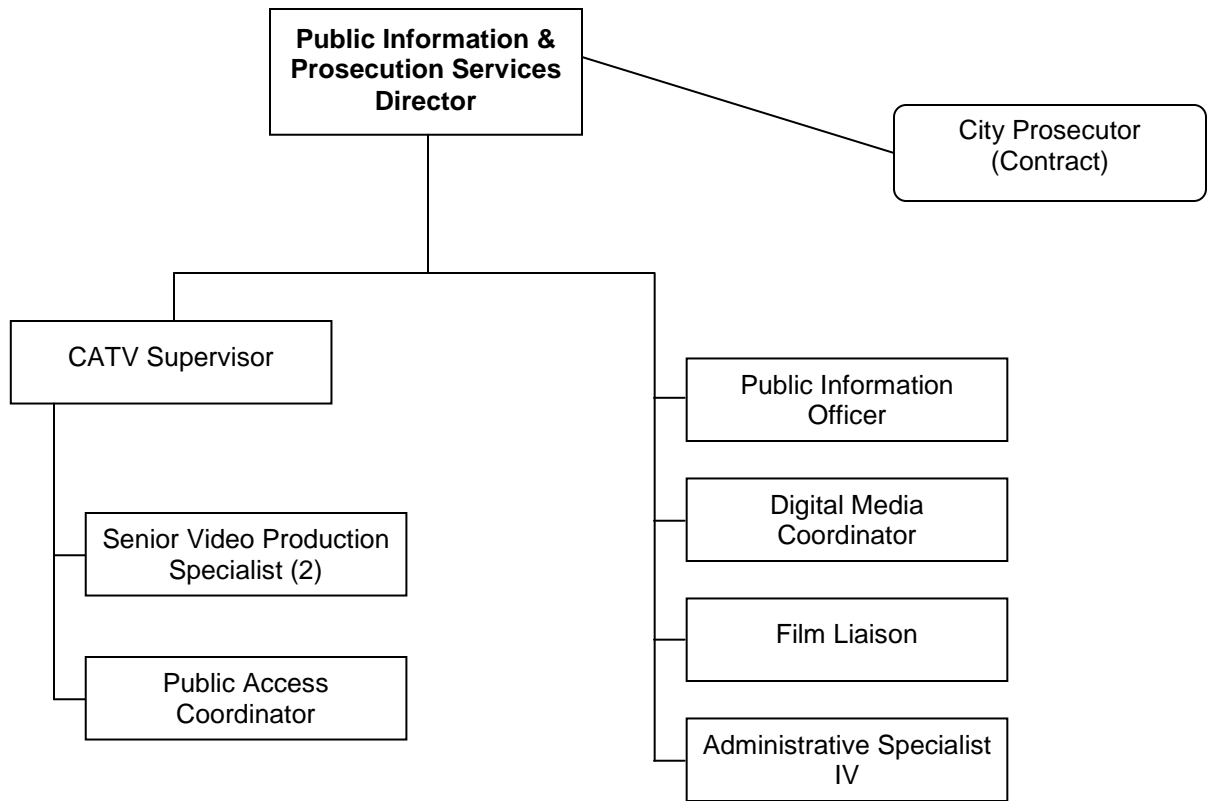 Public Information &
Prosecution Services
Director
City Prosecutor
(Contract)
CATV Supervisor
Senior Video Production
Specialist (2)
Public Access
Coordinator
Public Information
Officer
Digital Media
Coordinator
Film Liaison
Administrative Specialist
IV